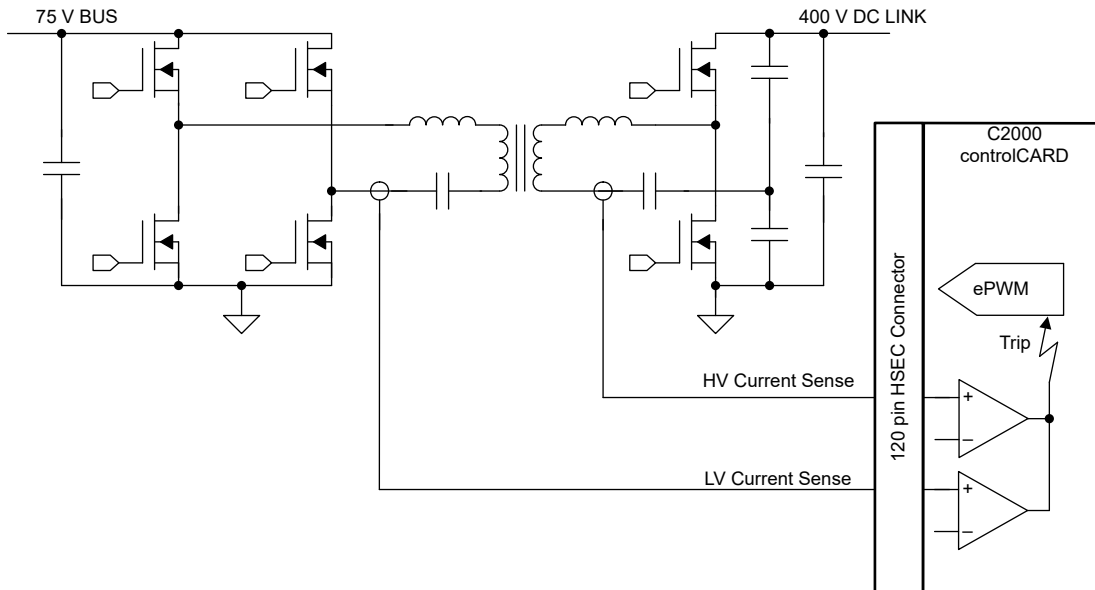 75 V BUS
400 V DC LINK
C2000
controlCARD
120 pin HSEC Connector
ePWM
Trip
HV Current Sense
+
−
LV Current Sense
+
−